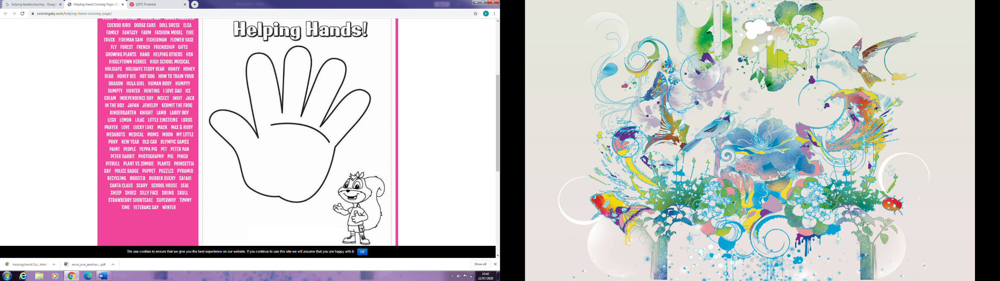 helping handscolouring - Google
Helping Hand Coloring Page : Co
(207) Pinterest
coloringsky.com/helping-hand-coloring-page/
K
EVENT CHRISTMAS COOKIE JAR COOKIE MONSTER
CUCKOO BIRD DODGE CARS DOLL DRESS ELSA
FAMILY FANTASY FARM FASHION MODEL FIRE
TRUCK FIREMAN SAM FISHERMAN FLOWER VASE
FLY FOREST FRENCH FRIENDSHIP GIFTS
GROWING PLANTS HAND HELPING OTHERS HEN
HIGGLYTOWN HEROES HIGH SCHOOL MUSICAL
HOLIDAYS HOLIDAYS TEDDY BEAR HONEY HONEY
BEAR HONEY BEE HOT DOG HOW TO TRAIN YOUR
DRAGON HULA GIRL HUMAN BODY HUMPTY
DUMPTY HUNTER HUNTING I LOVE DAD ICE
CREAM INDEPENDENCE DAY INSECT INUIT JACK
IN THE BOX JAPAN JEWELRY KERMIT THE FROG
KINDERGARTEN KNIGHT LAMB LARRY BOY
LEGO LEMON LILAC LITTLE EINSTEINS LORDS
PRAYER LOVE LUCKY LUKE MASK MAX & RUBY
MEDABOTS MEDICAL MOMS MOON MY LITTLE
PONY NEW YEAR OLD CAR OLYMPIC GAMES
PAINT PEOPLE PEPPA PIG PET PETER PAN
PETER RABBIT PHOTOGRAPHY PIG PINGU
PITBULL PLANT VS ZOMBIE PLANTS POINSETTIA
DAY POLICE BADGE PUPPET PUZZLES PYRAMID
RECYCLING ROOSTER RUBBER DUCKY SAFARI
SANTA CLAUS SCARY SCHOOL HOUSE SEAL
SHEEP SHOES SILLY FACE SKIING SKULL
STRAWBERRY SHORTCAKE SUPERWHY TIMMY
TIME VETERANS DAY WINTER
Helping Hands!
We use cookies to ensure that we give you the best experience on our website. If you continue to use this site we will assume that you are happy with it. OK
Helping Hand Col....html
serve_one_another....pdf
Show all
19:42
22/07/2020